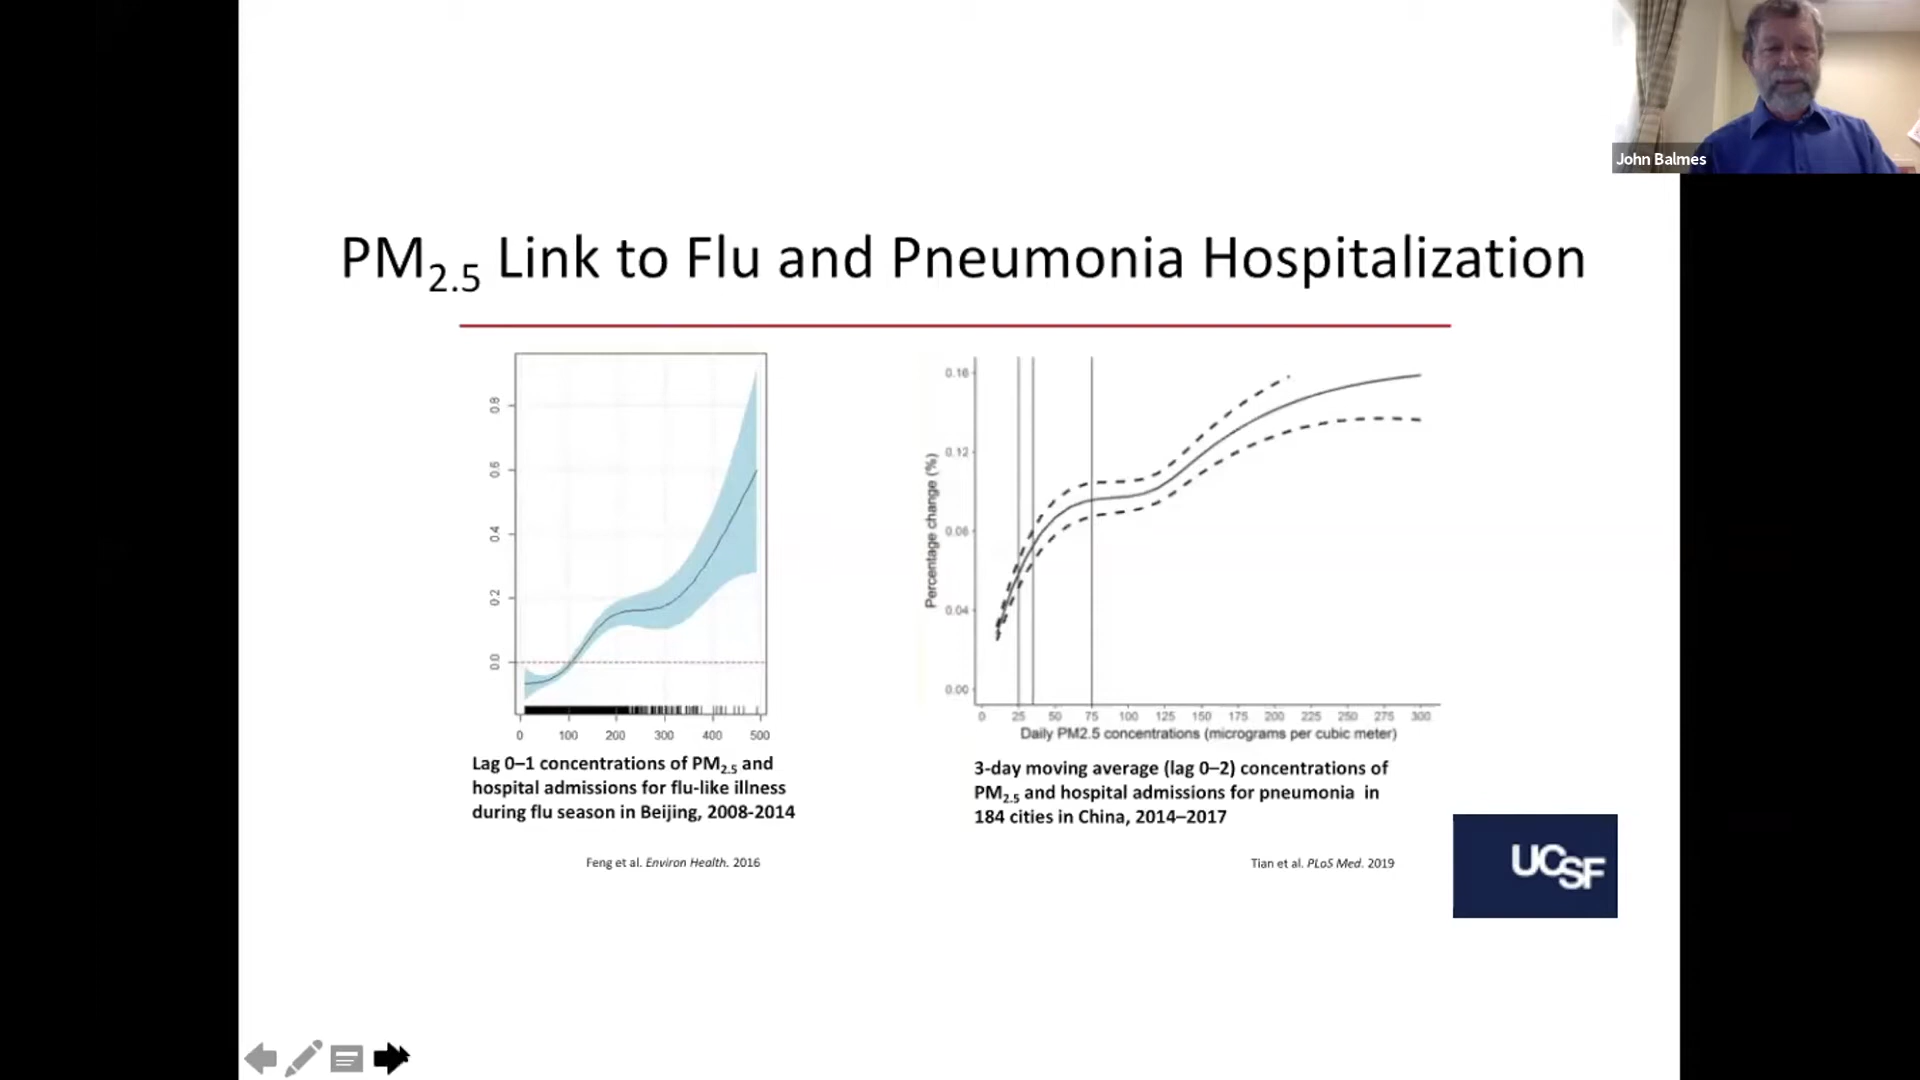 John Balmes
PM2.5 Link to Flu and Pneumonia Hospitalization
0.8
0.6
0.4
0.2
0.0
0 100 200 300 400 500
Lag 0–1 concentrations of PM2.5 and
hospital admissions for flu-like illness
during flu season in Beijing, 2008-2014
Feng et al. Environ Health. 2016
Percentage change (%)
0.16
0.12
0.08
0.04
0.00
0 25 50 75 100 125 150 175 200 225 250 275 300
Daily PM2.5 concentrations (micrograms per cubic meter)
3-day moving average (lag 0–2) concentrations of
PM2.5 and hospital admissions for pneumonia in
184 cities in China, 2014–2017
Tian et al. PLoS Med. 2019
UCSF